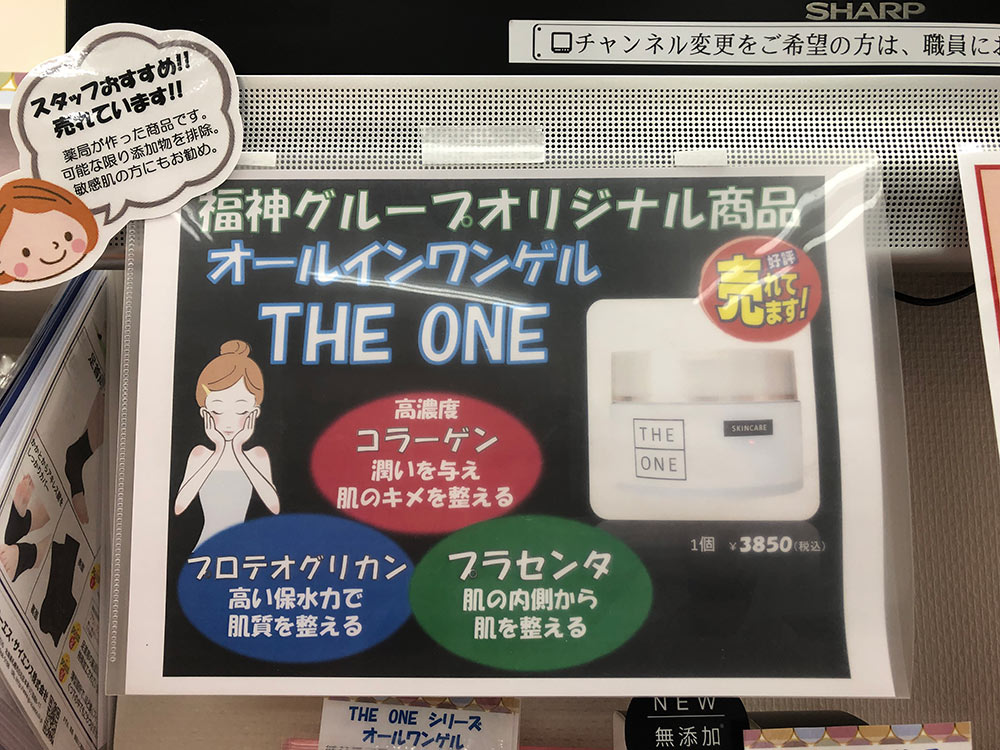 SHARP
チャンネル変更をご希望の方は、職員にお
スタッフおすすめ!!
売れています!!
薬局が作った商品です。
可能な限り添加物を排除。
敏感肌の方にもお勧め。
福神グループオリジナル商品
オールインワンゲル
THE ONE
好評
売れて
ます!
THE
ONE
SKINCARE
高濃度
コラーゲン
潤いを与え
肌のキメを整える
1個 ¥3850(税込)
プロテオグリカン
高い保水力で
肌質を整える
プラセンタ
肌の内側から
肌を整える
THE ONE シリーズ
オールワンゲル
NEW
無添加